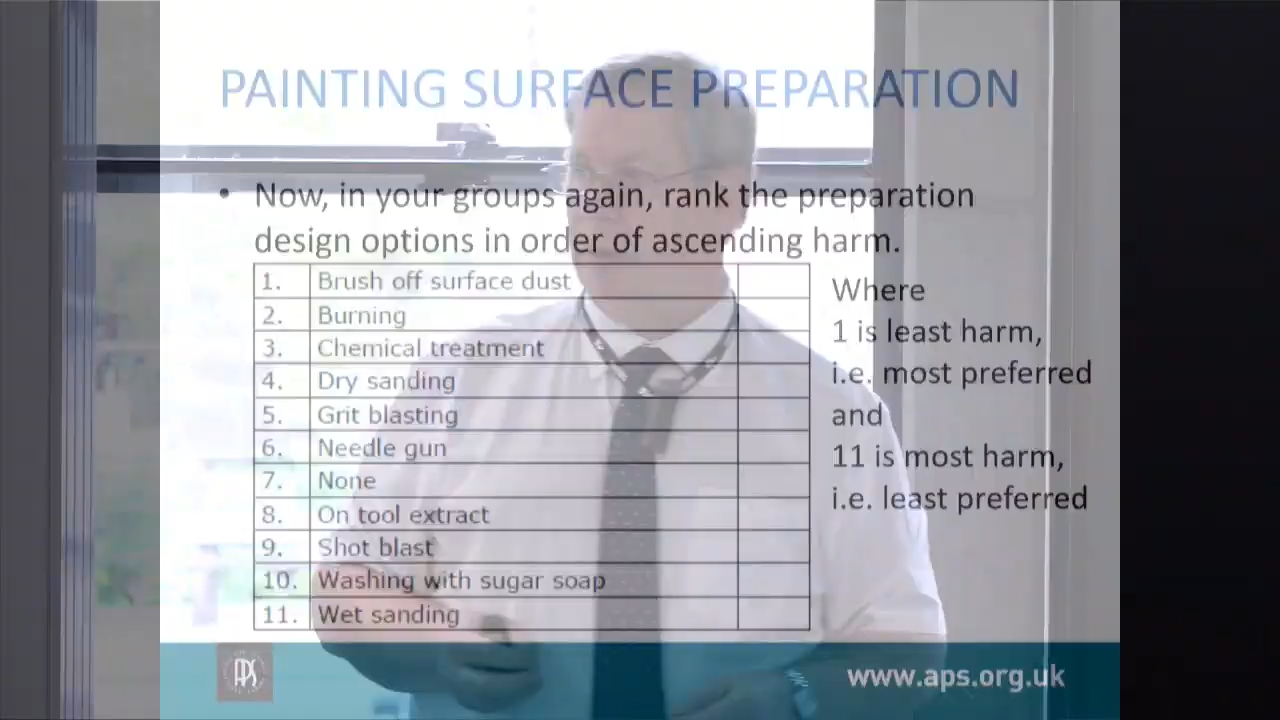 PAINTING SURFACE PREPARATION
• Now, in your groups again, rank the preparation
design options in order of ascending harm.
1. Brush off surface dust
2. Burning
3. Chemical treatment
4. Dry sanding
5. Grit blasting
6. Needle gun
7. None
8. On tool extract
9. Shot blast
10. Washing with sugar soap
11. Wet sanding
Where
1 is least harm,
i.e. most preferred
and
11 is most harm,
i.e. least preferred
APS
www.aps.org.uk